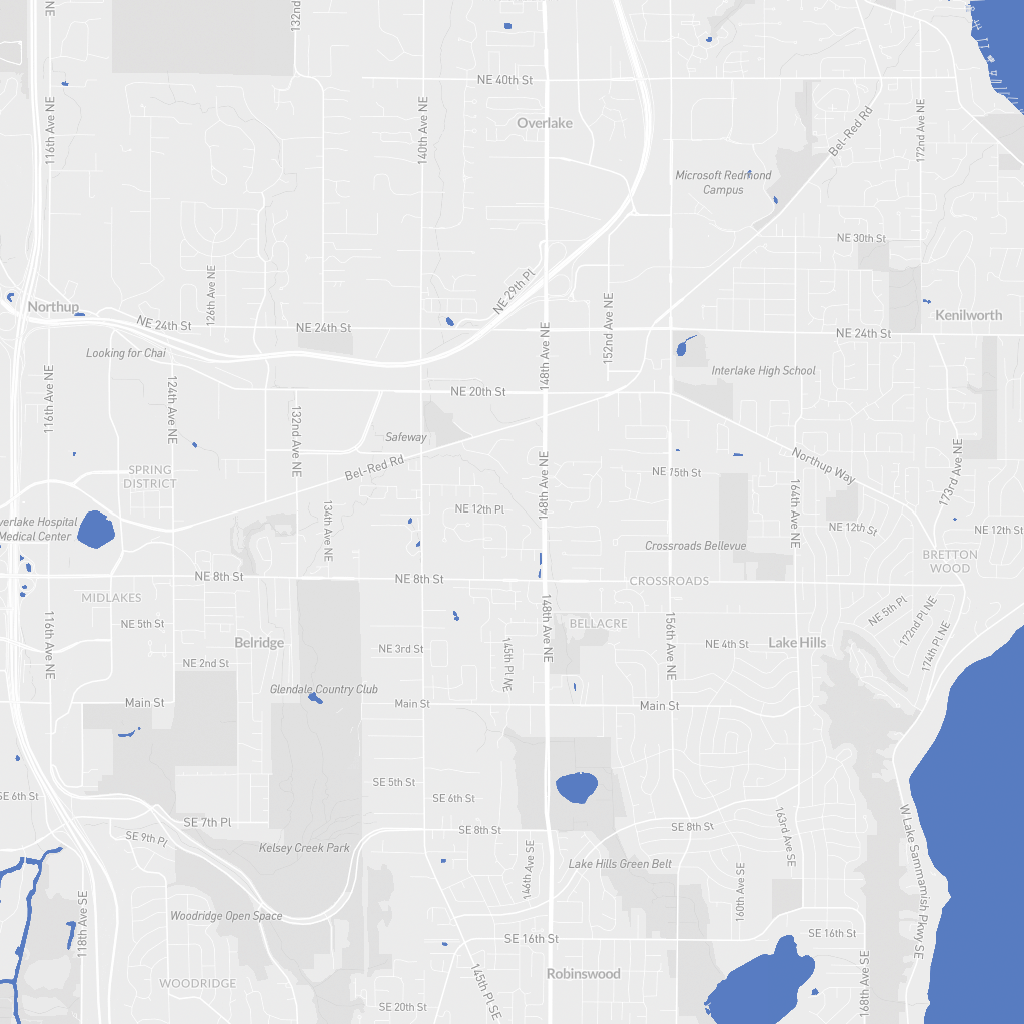 NE
132nd Ave NE
NE 40th St
Overlake
116th Ave NE
140th Ave NE
172nd Ave NE
Bel-Red Rd
Microsoft Redmond
Campus
NE 30th St
126th Ave NE
NE 29th Pl
Northup
NE 24th St
NE 24th St
NE 24th St
Kenilworth
148th Ave NE
152nd Ave NE
Looking for Chai
Interlake High School
116th Ave NE
124th Ave NE
NE 20th St
132nd Ave NE
Safeway
Bel-Red Rd
SPRING
DISTRICT
148th Ave NE
NE 15th St
Northup Way
173rd Ave NE
164th Ave NE
134th Ave NE
NE 12th Pl
NE 12th St
NE 12th St
verlake Hospital
Medical Center
Crossroads Bellevue
BRETTON
WOOD
NE 8th St
NE 8th St
CROSSROADS
MIDLAKES
NE 5th St
116th Ave NE
Belridge
148th Ave NE
BELLACRE
156th Ave NE
NE 5th Pl
172nd Pl NE
174th Pl NE
NE 4th St
Lake Hills
NE 3rd St
145th Pl NE
NE 2nd St
Glendale Country Club
Main St
Main St
Main St
SE 5th St
SE 6th St
SE 6th St
SE 7th Pl
SE 9th Pl
SE 8th St
SE 8th St
163rd Ave SE
W Lake Sammamish Pkwy SE
Kelsey Creek Park
Lake Hills Green Belt
146th Ave SE
160th Ave SE
Woodridge Open Space
118th Ave SE
SE 16th St
SE 16th St
168th Ave SE
Robinswood
WOODRIDGE
145th Pl SE
SE 20th St